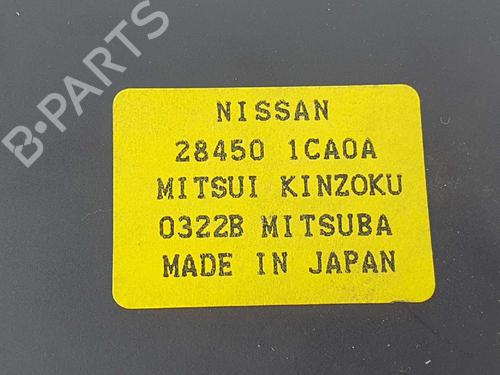 B·PARTS
NISSAN
28450 1CA0A
MITSUI KINZOKU
0322B MITSUBA
MADE IN JAPAN